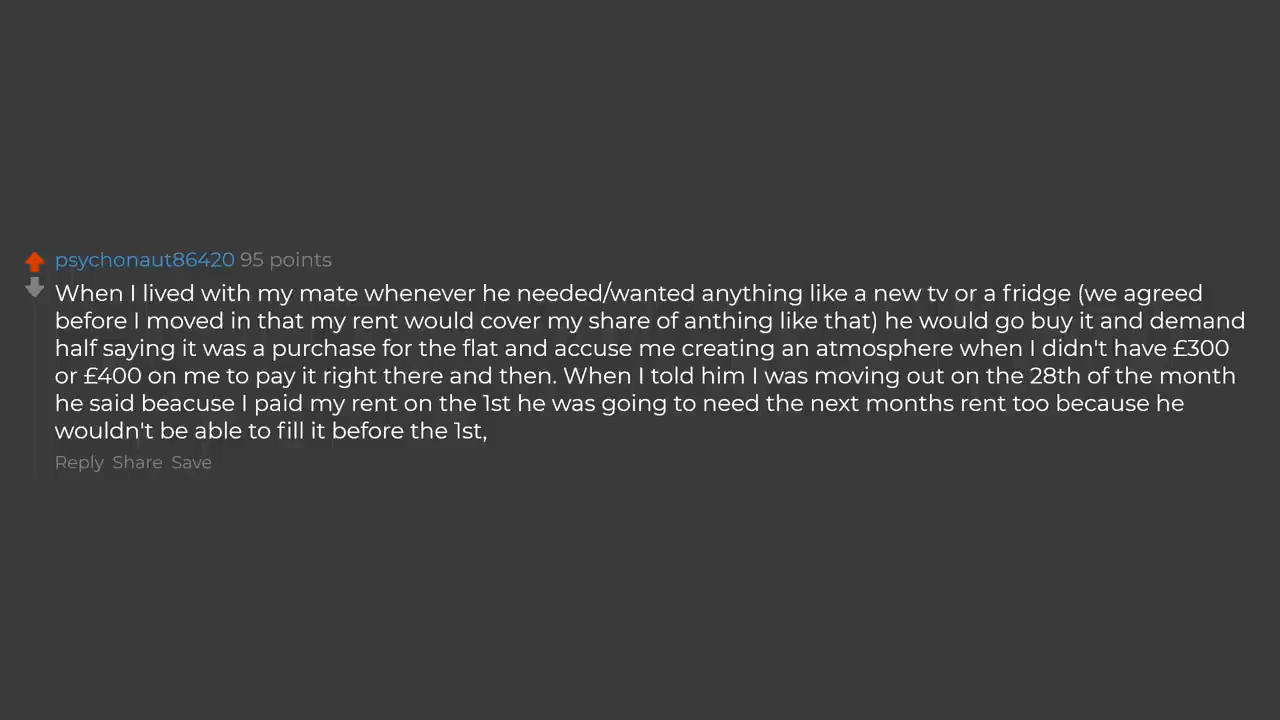 psychonaut86420 95 points
When I lived with my mate whenever he needed/wanted anything like a new tv or a fridge (we agreed
before I moved in that my rent would cover my share of anthing like that) he would go buy it and demand
half saying it was a purchase for the flat and accuse me creating an atmosphere when I didn't have £300
or £400 on me to pay it right there and then. When I told him I was moving out on the 28th of the month
he said beacuse I paid my rent on the 1st he was going to need the next months rent too because he
wouldn't be able to fill it before the 1st,
Reply Share Save